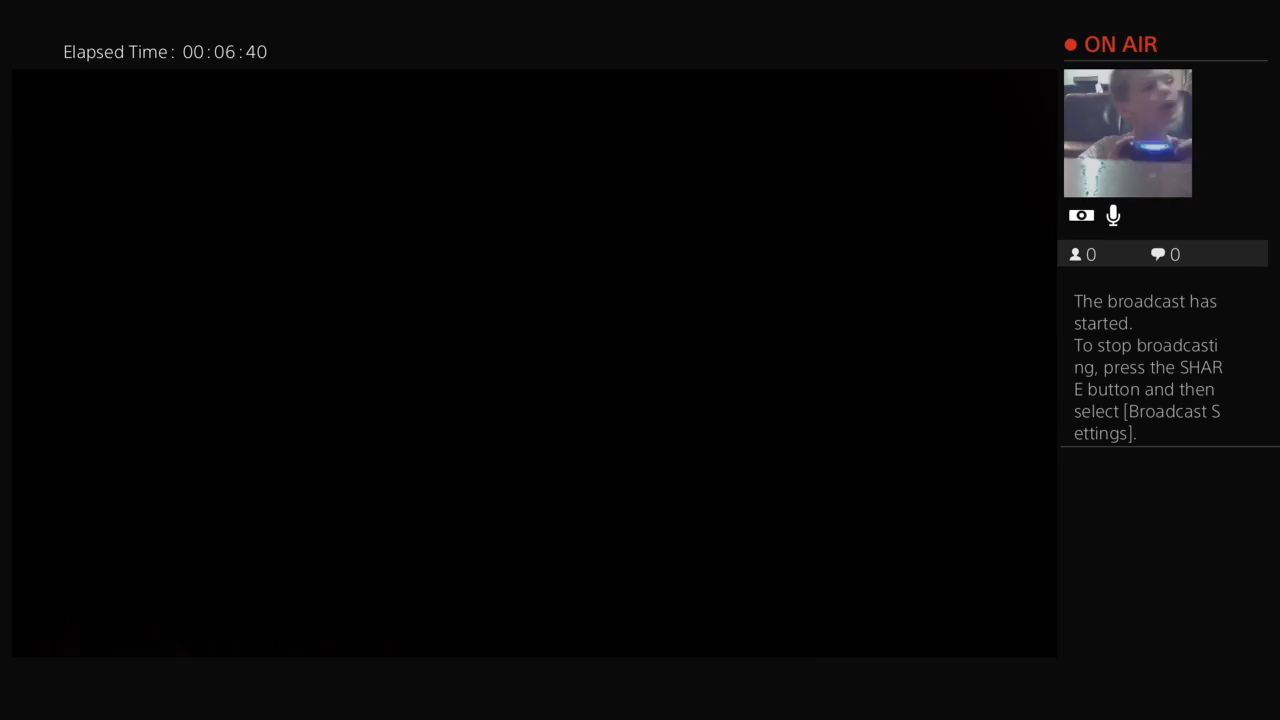 Elapsed Time: 00:06:40
ON AIR
0 0
The broadcast has
started.
To stop broadcasti
ng, press the SHAR
E button and then
select [Broadcast S
ettings].